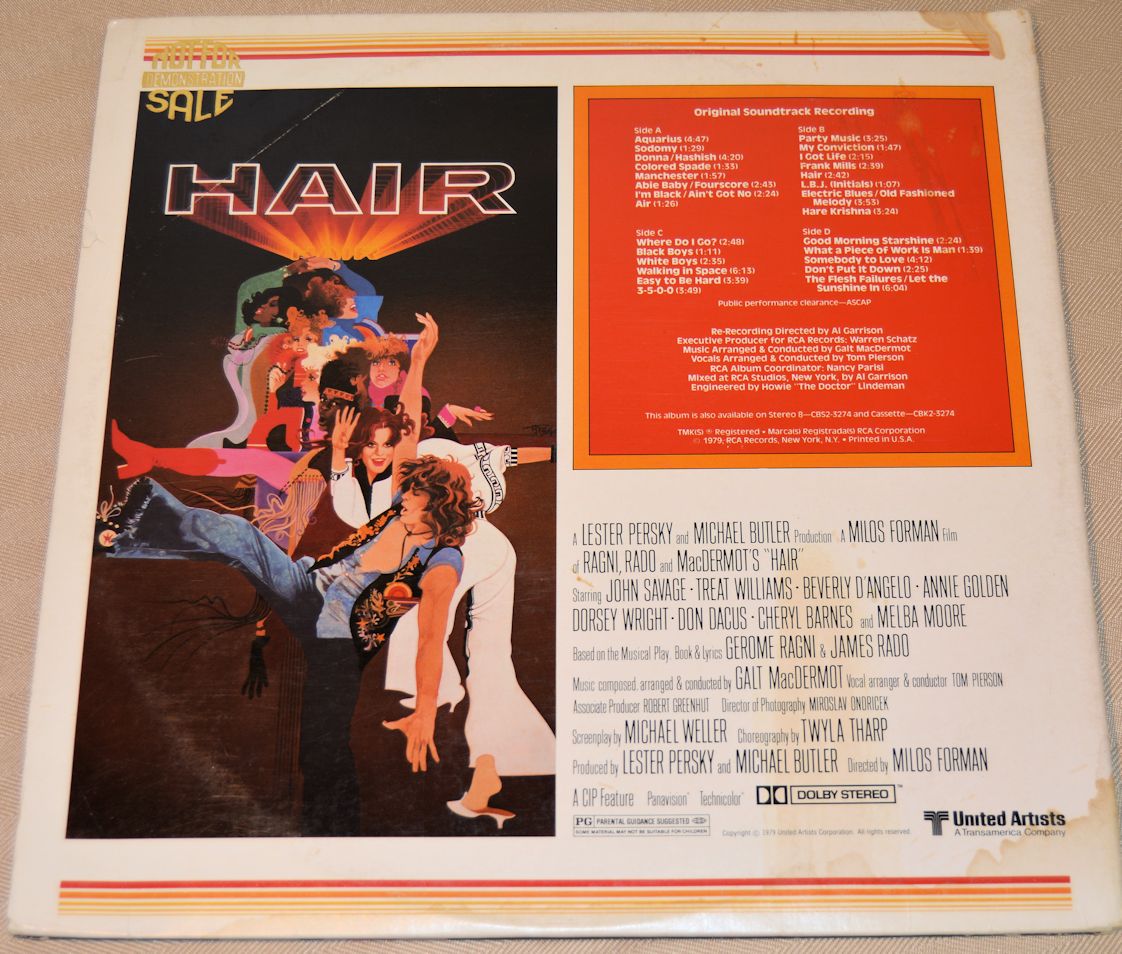 NOT FOR
DEMONSTRATION
SALE
HAIR
Original Soundtrack Recording
Side A
Aquarius (4:47)
Sodomy (1:29)
Donna/Hashish (4:20)
Colored Spade (1:33)
Manchester (1:57)
Abie Baby/Fourscore (2:43)
I'm Black/Ain't Got No (2:24)
Air (1:26)
Side B
Party Music (3:25)
My Conviction (1:47)
I Got Life (2:15)
Frank Mills (2:39)
Hair (2:42)
L.B.J. (Initials) (1:07)
Electric Blues/Old Fashioned
Melody (3:53)
Hare Krishna (3:24)
Side C
Where Do I Go? (2:48)
Black Boys (1:11)
White Boys (2:35)
Walking in Space (6:13)
Easy to Be Hard (3:39)
3-5-0-0 (3:49)
Side D
Good Morning Starshine (2:24)
What a Piece of Work Is Man (1:39)
Somebody to Love (4:12)
Don't Put It Down (2:25)
The Flesh Failures/Let the
Sunshine In (6:04)
Public performance clearance—ASCAP
Re-Recording Directed by Al Garrison
Executive Producer for RCA Records: Warren Schatz
Music Arranged & Conducted by Galt MacDermot
Vocals Arranged & Conducted by Tom Pierson
RCA Album Coordinator: Nancy Parisi
Mixed at RCA Studios, New York, by Al Garrison
Engineered by Howie "The Doctor" Lindeman
This album is also available on Stereo 8—CBS2-3274 and Cassette—CBK2-3274
TMK(S) ® Registered • Marca(s) Registrada(s) RCA Corporation
© 1979, RCA Records, New York, N.Y. • Printed in U.S.A.
A LESTER PERSKY and MICHAEL BUTLER Production A MILOS FORMAN Film
of RAGNI, RADO and MacDERMOT'S "HAIR"
Starring JOHN SAVAGE · TREAT WILLIAMS · BEVERLY D'ANGELO · ANNIE GOLDEN
DORSEY WRIGHT · DON DACUS · CHERYL BARNES and MELBA MOORE
Based on the Musical Play. Book & Lyrics GEROME RAGNI & JAMES RADO
Music composed, arranged & conducted by GALT MacDERMOT Vocal arranger & conductor TOM PIERSON
Associate Producer ROBERT GREENHUT Director of Photography MIROSLAV ONDRICEK
Screenplay by MICHAEL WELLER Choreography by TWYLA THARP
Produced by LESTER PERSKY and MICHAEL BUTLER Directed by MILOS FORMAN
A CIP Feature Panavision® Technicolor® DOLBY STEREO ™
PG PARENTAL GUIDANCE SUGGESTED
SOME MATERIAL MAY NOT BE SUITABLE FOR CHILDREN
Copyright © 1979 United Artists Corporation. All rights reserved.
United Artists
A Transamerica Company